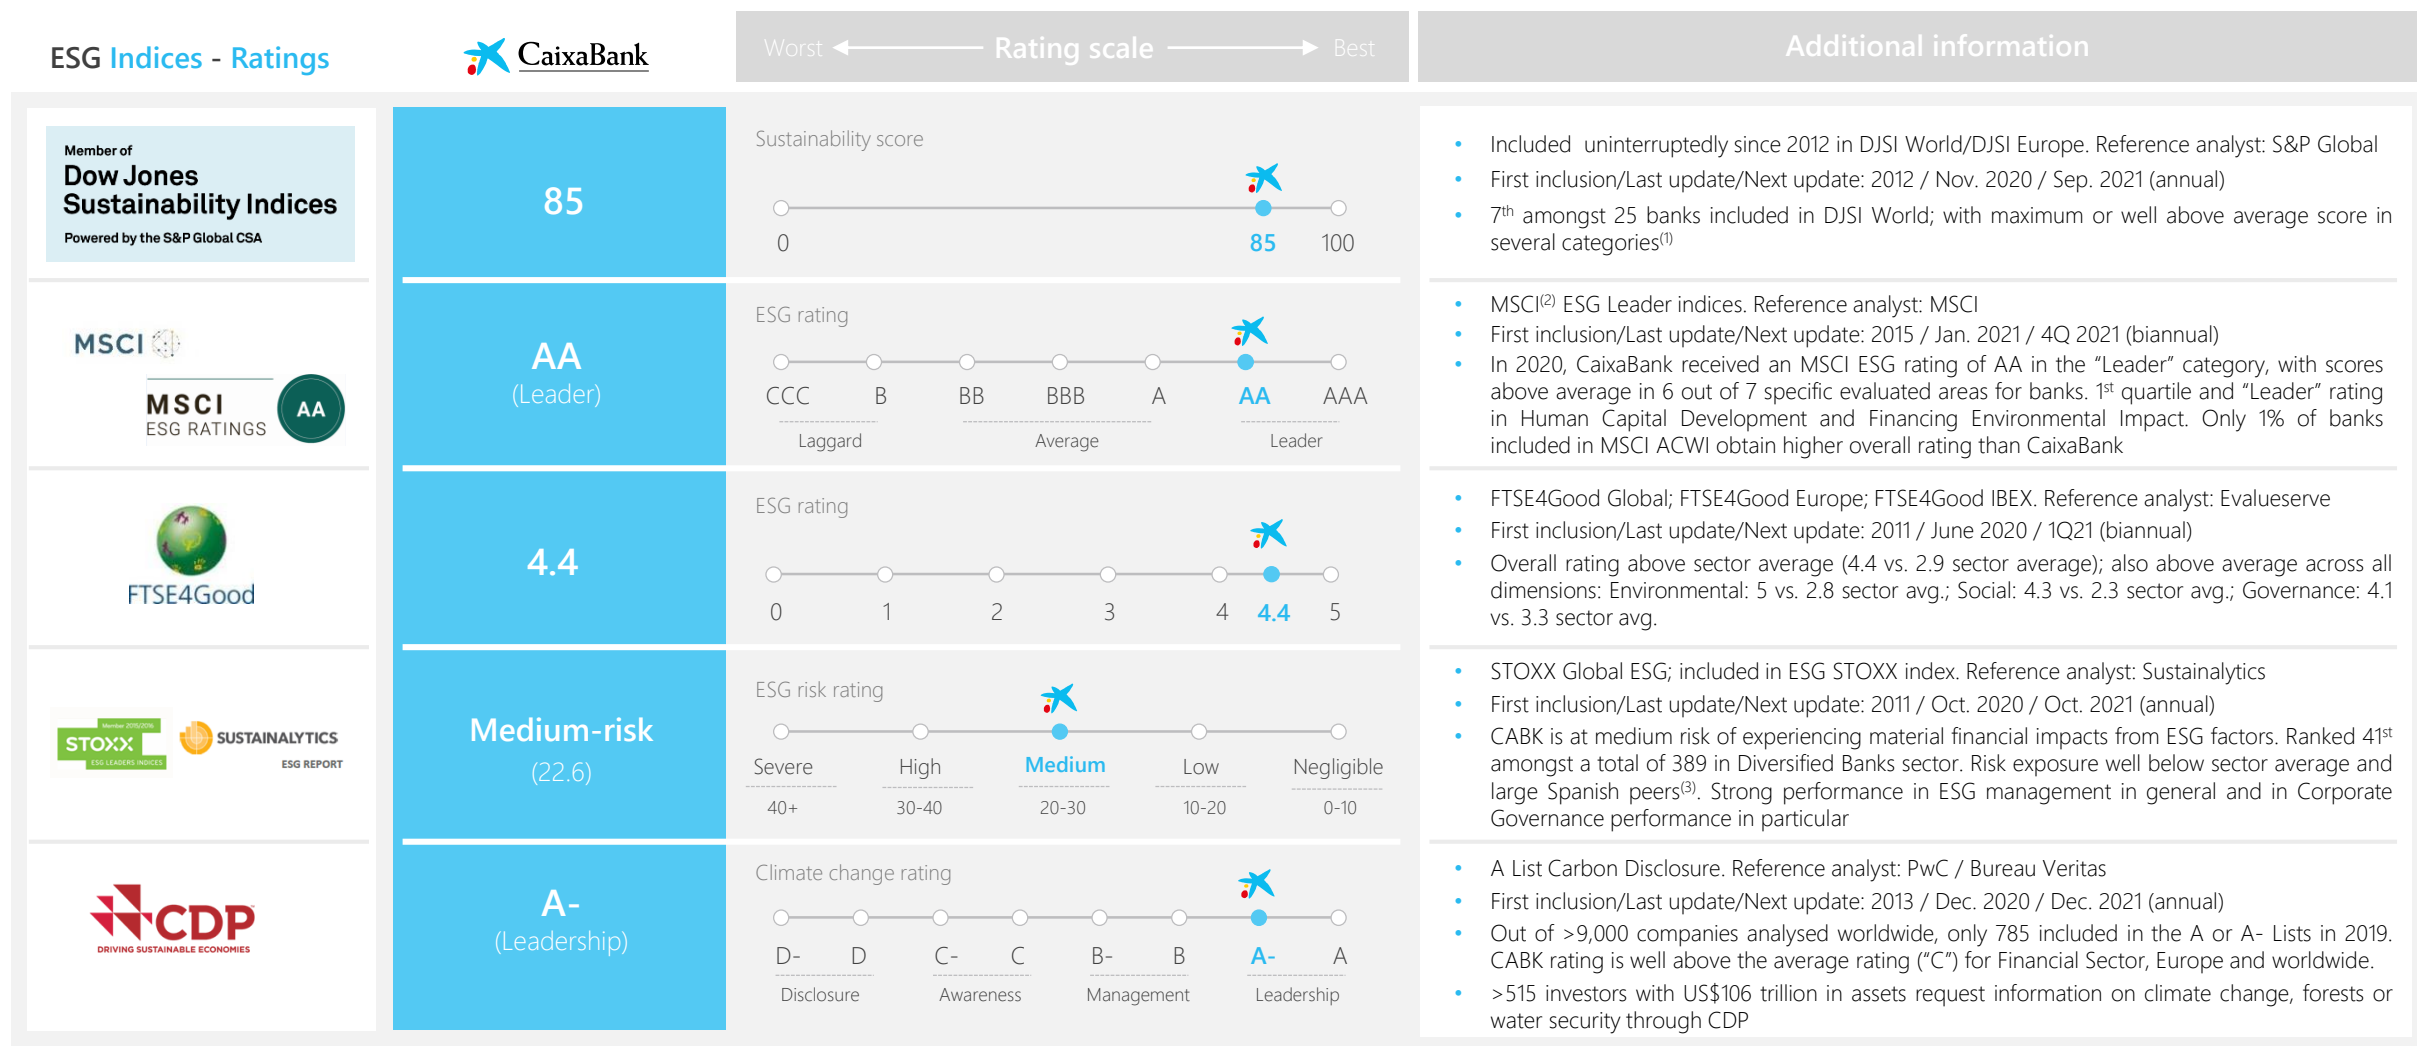 ESG Indices - Ratings
CaixaBank
Worst
Rating scale
Best
Additional information
Member of
Dow Jones
Sustainability Indices
Powered by the S&P Global CSA
85
Sustainability score
0
85
100
• Included uninterruptedly since 2012 in DJSI World/DJSI Europe. Reference analyst: S&P Global
• First inclusion/Last update/Next update: 2012 / Nov. 2020 / Sep. 2021 (annual)
• 7th amongst 25 banks included in DJSI World; with maximum or well above average score in
several categories(1)
MSCI
MSCI
ESG RATINGS
AA
AA
(Leader)
ESG rating
CCC B BB BBB A AA AAA
Laggard Average Leader
• MSCI(2) ESG Leader indices. Reference analyst: MSCI
• First inclusion/Last update/Next update: 2015 / Jan. 2021 / 4Q 2021 (biannual)
• In 2020, CaixaBank received an MSCI ESG rating of AA in the “Leader” category, with scores
above average in 6 out of 7 specific evaluated areas for banks. 1st quartile and “Leader” rating
in Human Capital Development and Financing Environmental Impact. Only 1% of banks
included in MSCI ACWI obtain higher overall rating than CaixaBank
FTSE4Good
4.4
ESG rating
0 1 2 3 4 4.4 5
• FTSE4Good Global; FTSE4Good Europe; FTSE4Good IBEX. Reference analyst: Evalueserve
• First inclusion/Last update/Next update: 2011 / June 2020 / 1Q21 (biannual)
• Overall rating above sector average (4.4 vs. 2.9 sector average); also above average across all
dimensions: Environmental: 5 vs. 2.8 sector avg.; Social: 4.3 vs. 2.3 sector avg.; Governance: 4.1
vs. 3.3 sector avg.
Member 2015/2016
STOXX
ESG LEADERS INDICES
SUSTAINALYTICS
ESG REPORT
Medium-risk
(22.6)
ESG risk rating
Severe High Medium Low Negligible
40+ 30-40 20-30 10-20 0-10
• STOXX Global ESG; included in ESG STOXX index. Reference analyst: Sustainalytics
• First inclusion/Last update/Next update: 2011 / Oct. 2020 / Oct. 2021 (annual)
• CABK is at medium risk of experiencing material financial impacts from ESG factors. Ranked 41st
amongst a total of 389 in Diversified Banks sector. Risk exposure well below sector average and
large Spanish peers(3). Strong performance in ESG management in general and in Corporate
Governance performance in particular
CDP
DRIVING SUSTAINABLE ECONOMIES
A-
(Leadership)
Climate change rating
D- D C- C B- B A- A
Disclosure Awareness Management Leadership
• A List Carbon Disclosure. Reference analyst: PwC / Bureau Veritas
• First inclusion/Last update/Next update: 2013 / Dec. 2020 / Dec. 2021 (annual)
• Out of >9,000 companies analysed worldwide, only 785 included in the A or A- Lists in 2019.
CABK rating is well above the average rating (“C”) for Financial Sector, Europe and worldwide.
• >515 investors with US$106 trillion in assets request information on climate change, forests or
water security through CDP